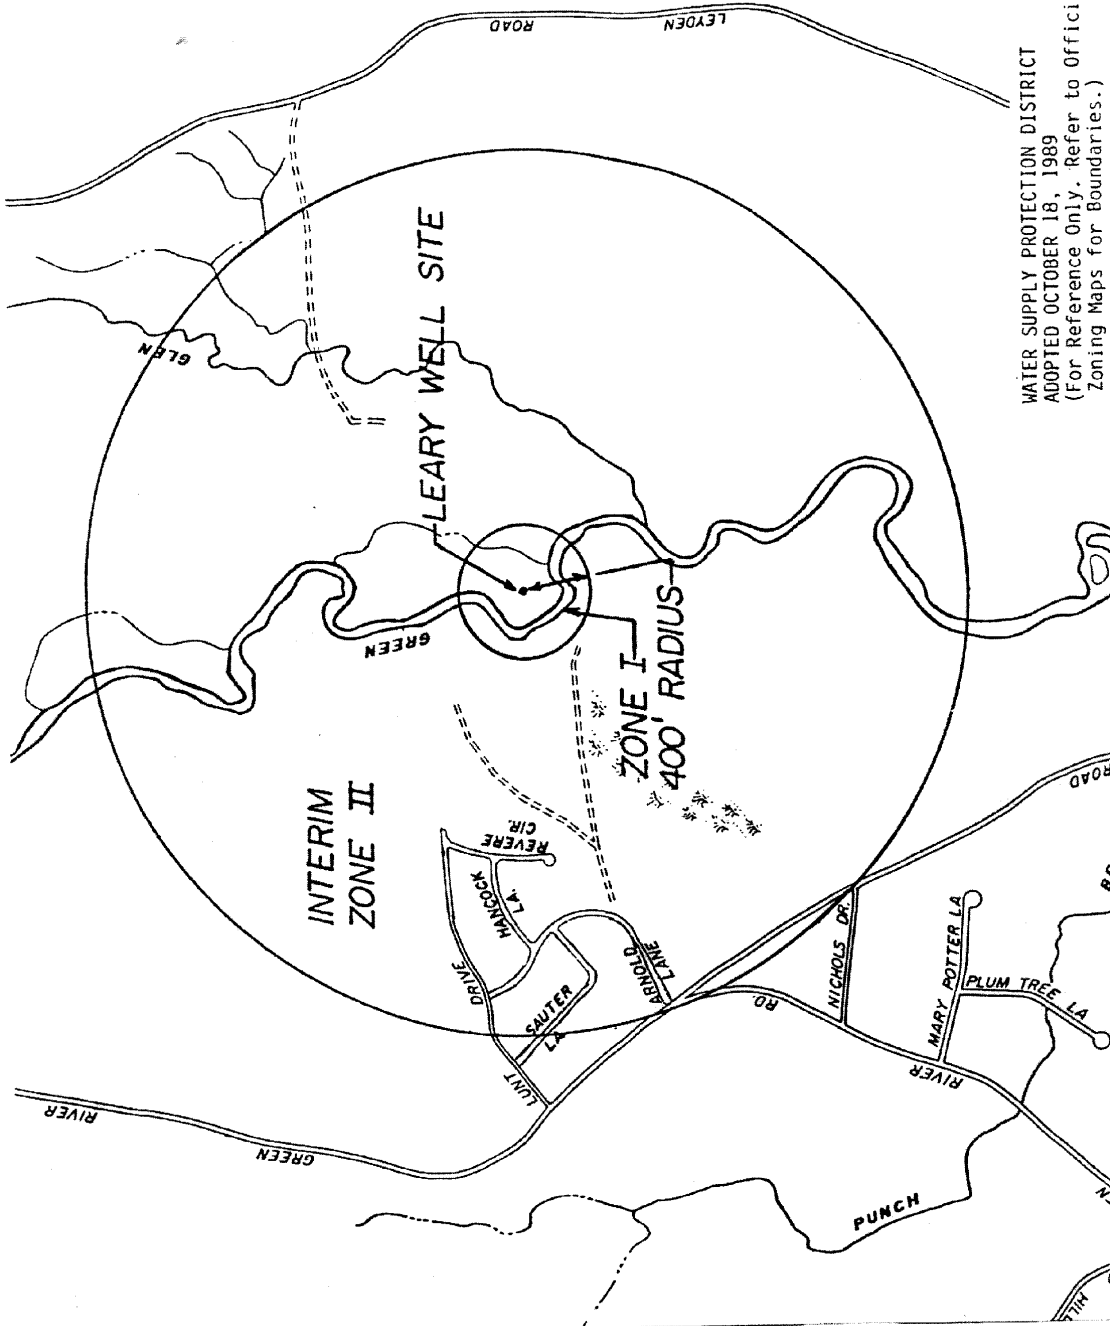 WATER SUPPLY PROTECTION DISTRICT
ADOPTED OCTOBER 18, 1989
(For Reference Only. Refer to Offici
Zoning Maps for Boundaries.)
LEYDEN
ROAD
GLEN
LEARY WELL SITE
GREEN
ZONE I
400' RADIUS
INTERIM
ZONE II
REVERE
CIR.
HANCOCK
LA.
DRIVE
LUNT
SAUTER
LA
ARNOLD
LANE
NICHOLS DR.
MARY POTTER LA
PLUM TREE LA
RD.
RIVER
ROAD
GREEN
RIVER
PUNCH
HILL